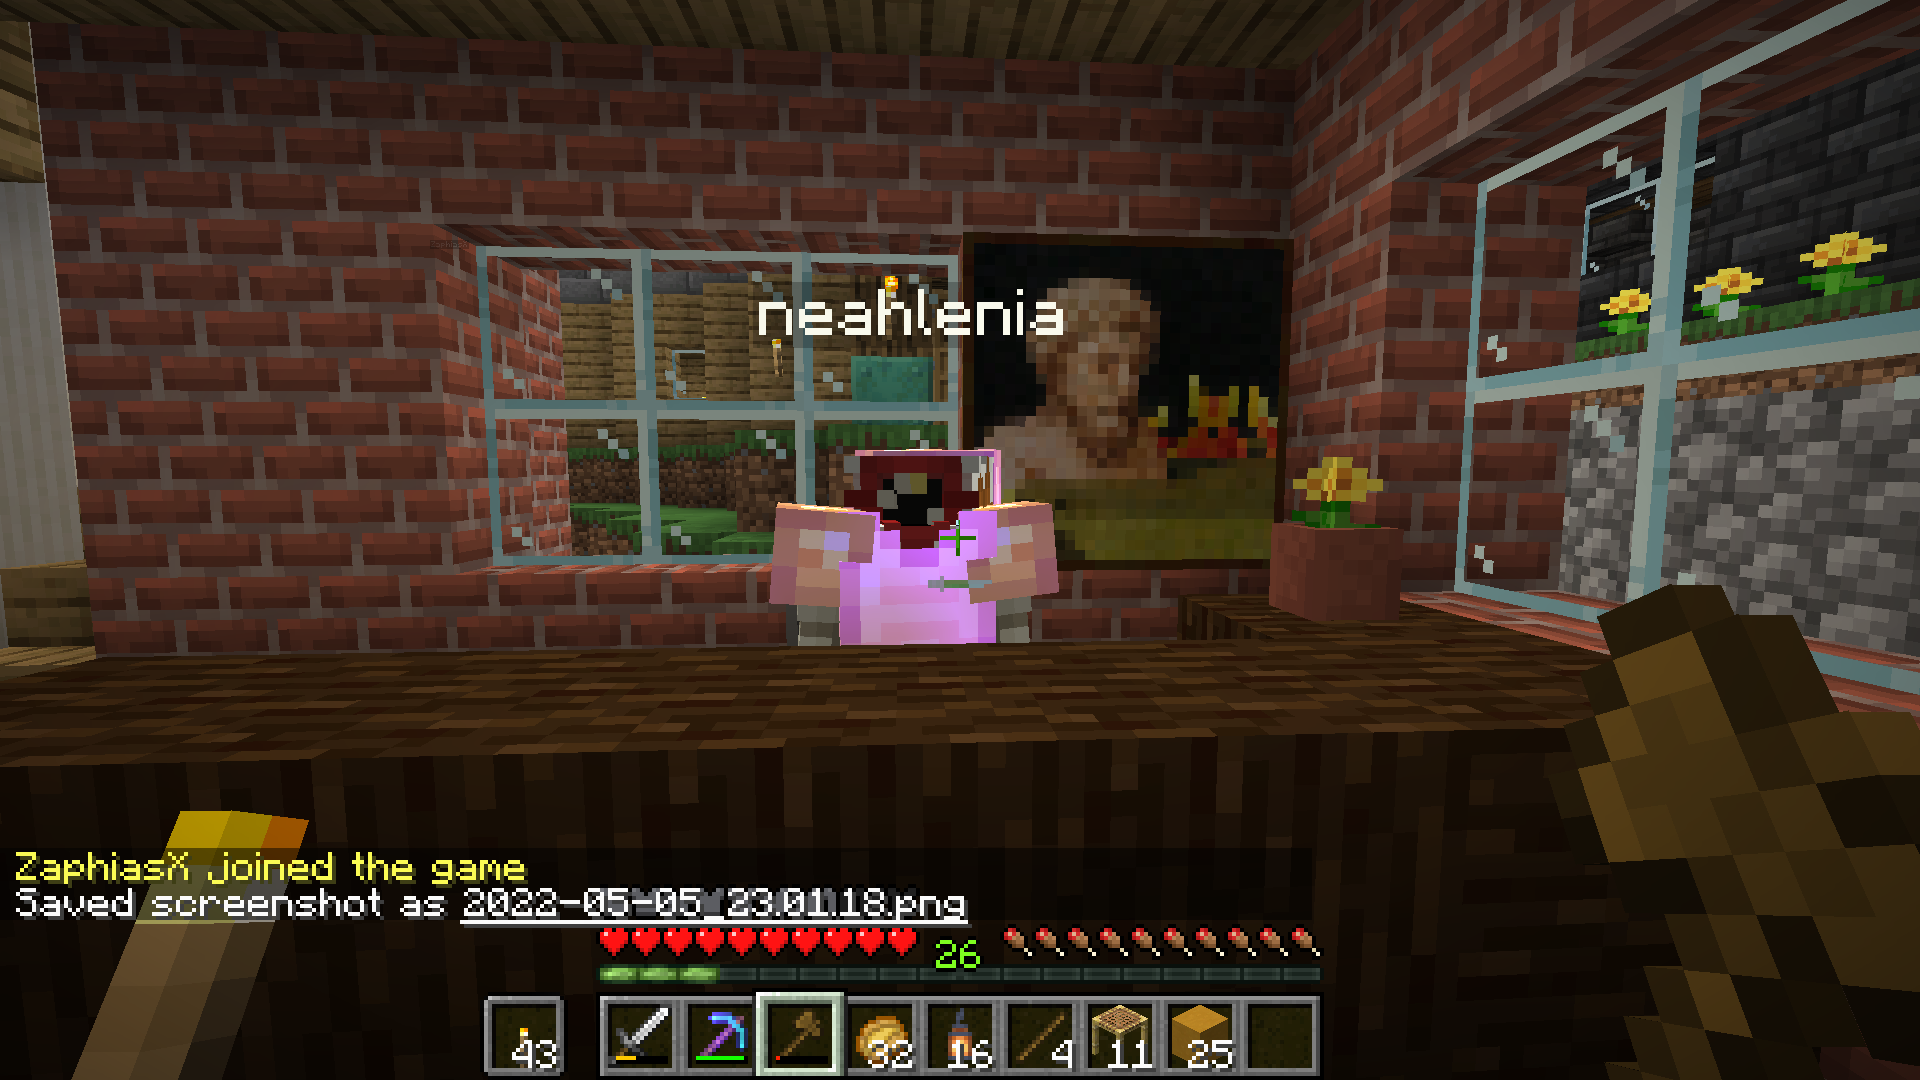 ZaphiasX
neahlenia
ZaphiasX joined the game
Saved screenshot as 2022-05-05_23.01.18.png
26
43 32 16 4 11 25